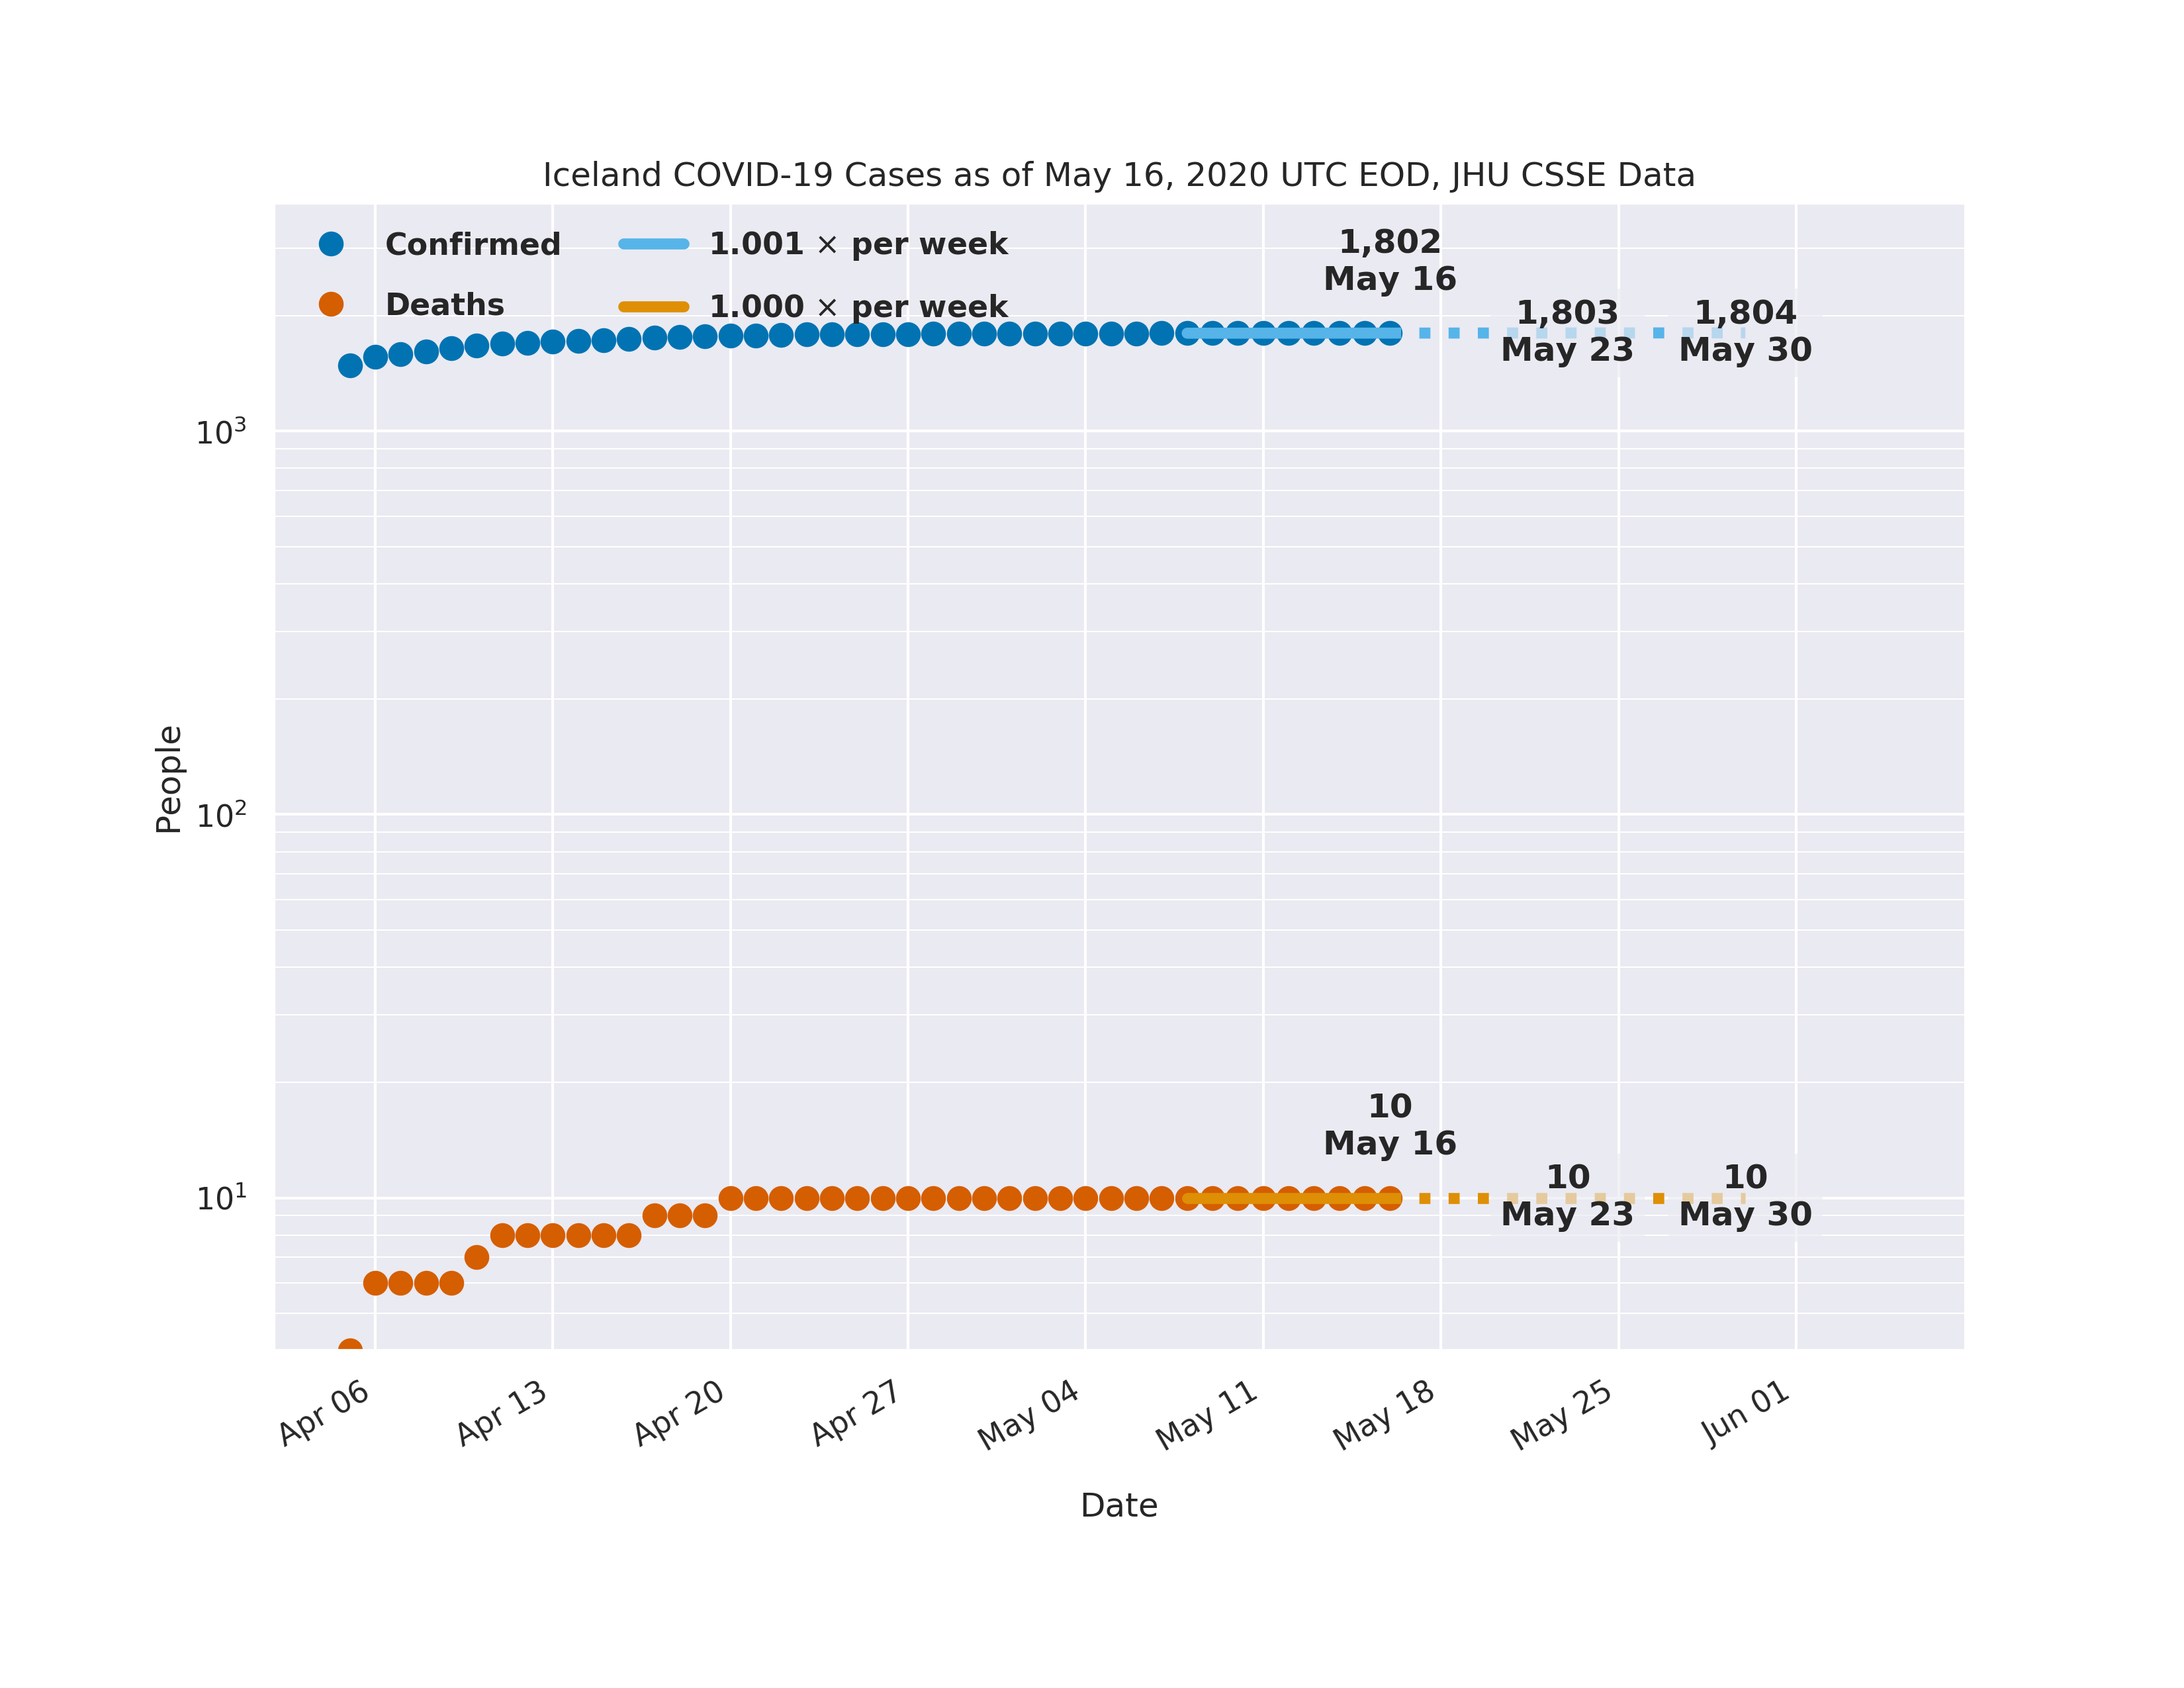 Iceland COVID-19 Cases as of May 16, 2020 UTC EOD, JHU CSSE Data
Confirmed
Deaths
1.001 × per week
1.000 × per week
1,802
May 16
1,803
May 23
1,804
May 30
10³
10²
10¹
People
10
May 16
10
May 23
10
May 30
Apr 06
Apr 13
Apr 20
Apr 27
May 04
May 11
May 18
May 25
Jun 01
Date